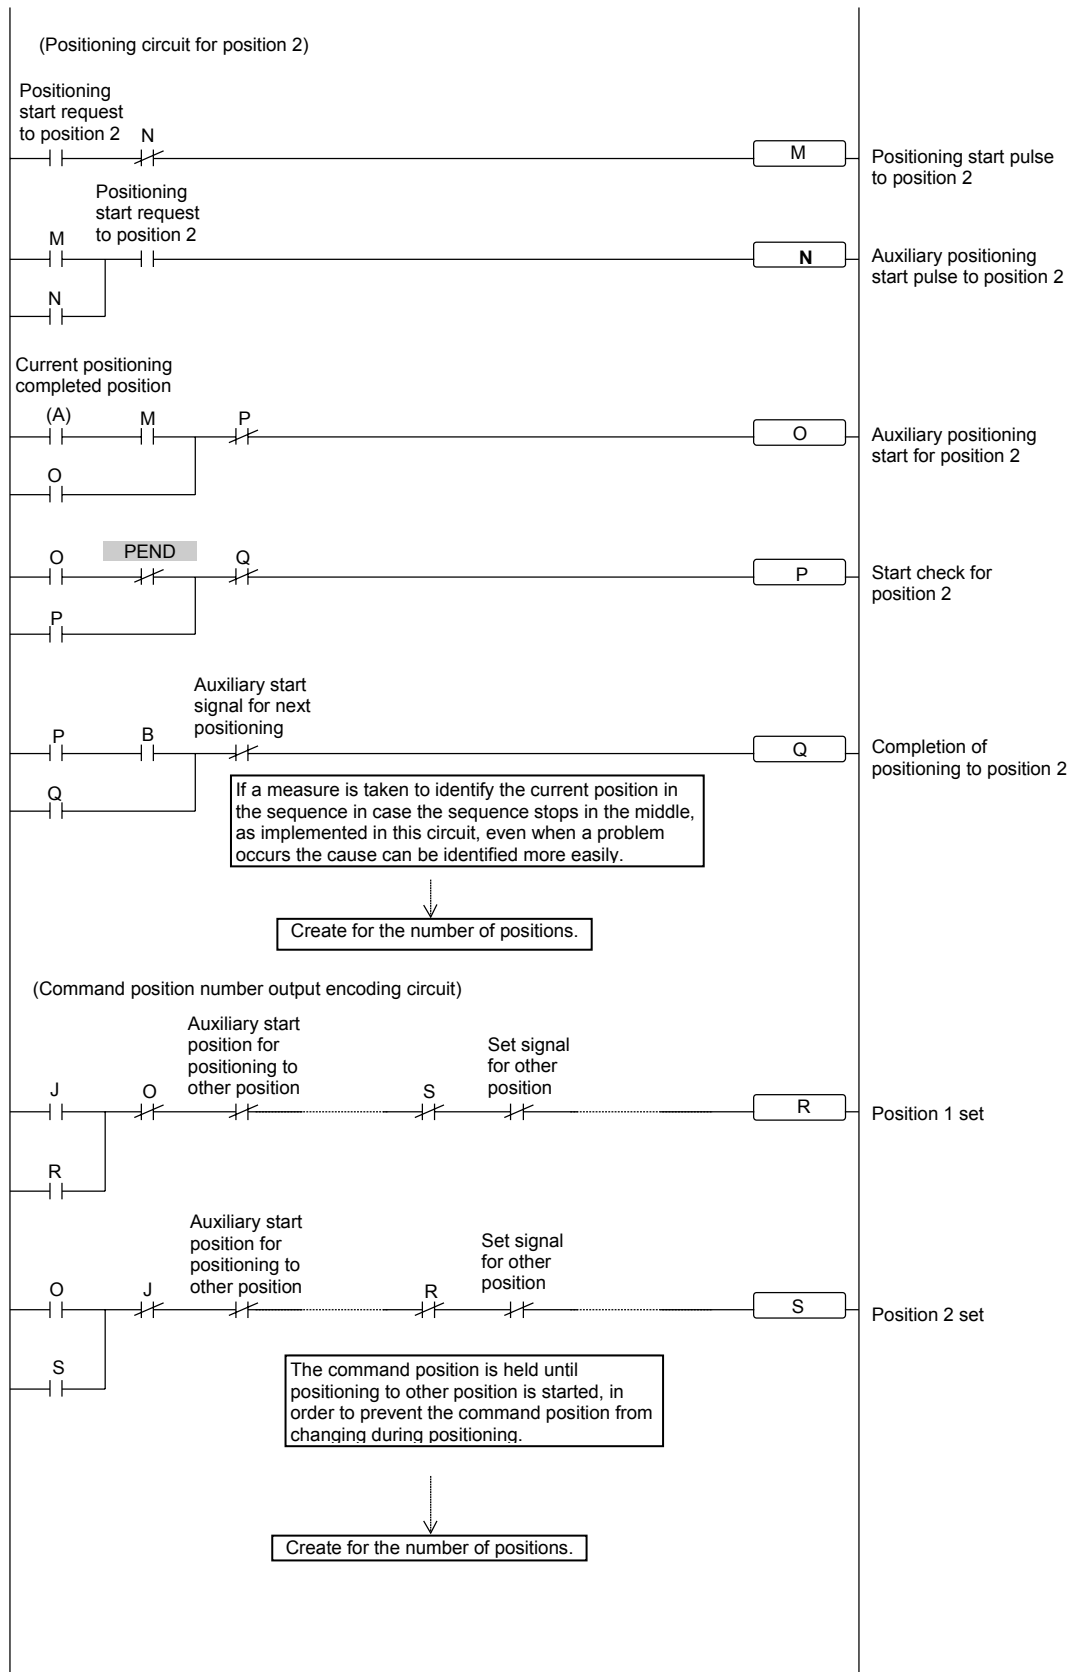 (Positioning circuit for position 2)
Positioning
start request
to position 2
N
M
Positioning start pulse
to position 2
Positioning
start request
to position 2
M
N
Auxiliary positioning
start pulse to position 2
N
Current positioning
completed position
(A)
M
P
O
Auxiliary positioning
start for position 2
O
O
PEND
Q
P
Start check for
position 2
P
Auxiliary start
signal for next
positioning
P
B
Q
Completion of
positioning to position 2
Q
If a measure is taken to identify the current position in
the sequence in case the sequence stops in the middle,
as implemented in this circuit, even when a problem
occurs the cause can be identified more easily.
Create for the number of positions.
(Command position number output encoding circuit)
Auxiliary start
position for
positioning to
other position
Set signal
for other
position
J
O
S
R
Position 1 set
R
Auxiliary start
position for
positioning to
other position
Set signal
for other
position
O
J
R
S
Position 2 set
S
The command position is held until
positioning to other position is started, in
order to prevent the command position from
changing during positioning.
Create for the number of positions.